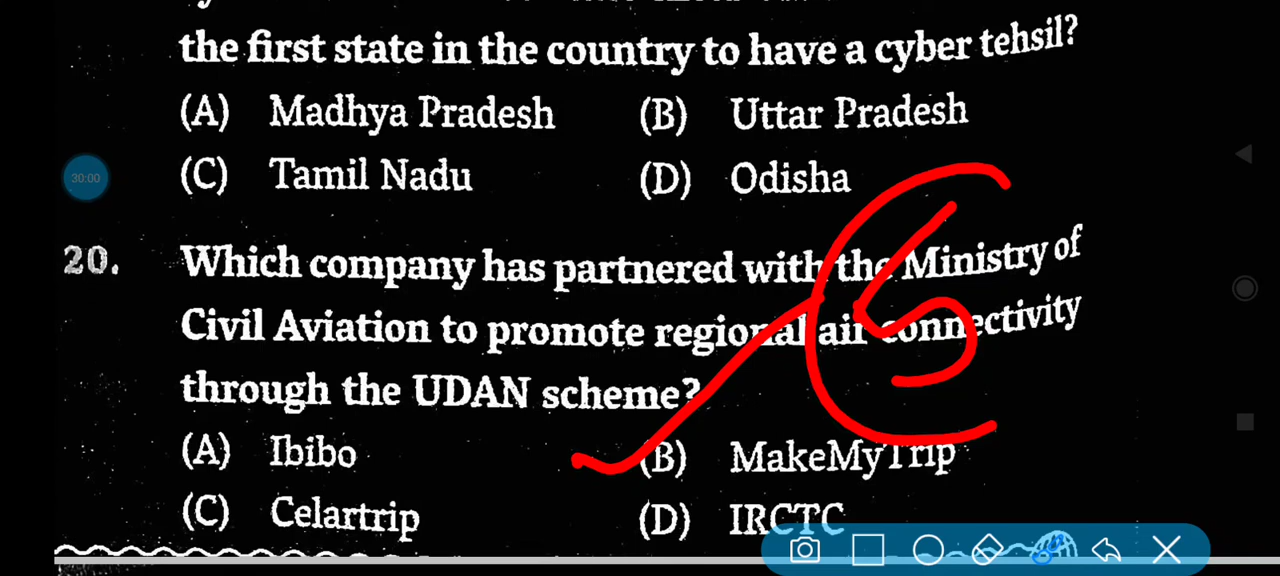 the first state in the country to have a cyber tehsil?
(A) Madhya Pradesh (B) Uttar Pradesh
(C) Tamil Nadu (D) Odisha
30:00
20. Which company has partnered with the Ministry of
Civil Aviation to promote regional air connectivity
through the UDAN scheme?
(A) Ibibo (B) MakeMyTrip
(C) Celartrip (D) IRCTC